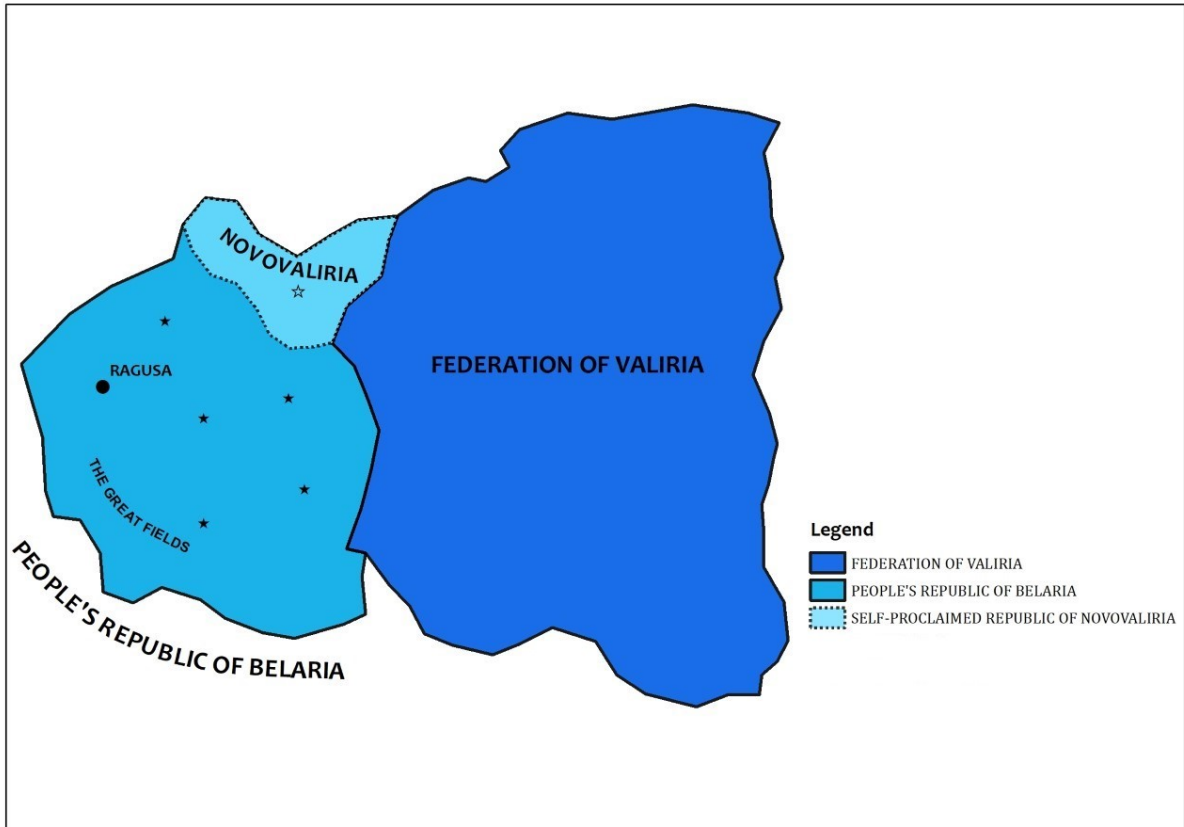 NOVOVALIRIA
FEDERATION OF VALIRIA
RAGUSA
THE GREAT FIELDS
PEOPLE'S REPUBLIC OF BELARIA
Legend
FEDERATION OF VALIRIA
PEOPLE'S REPUBLIC OF BELARIA
SELF-PROCLAIMED REPUBLIC OF NOVOVALIRIA